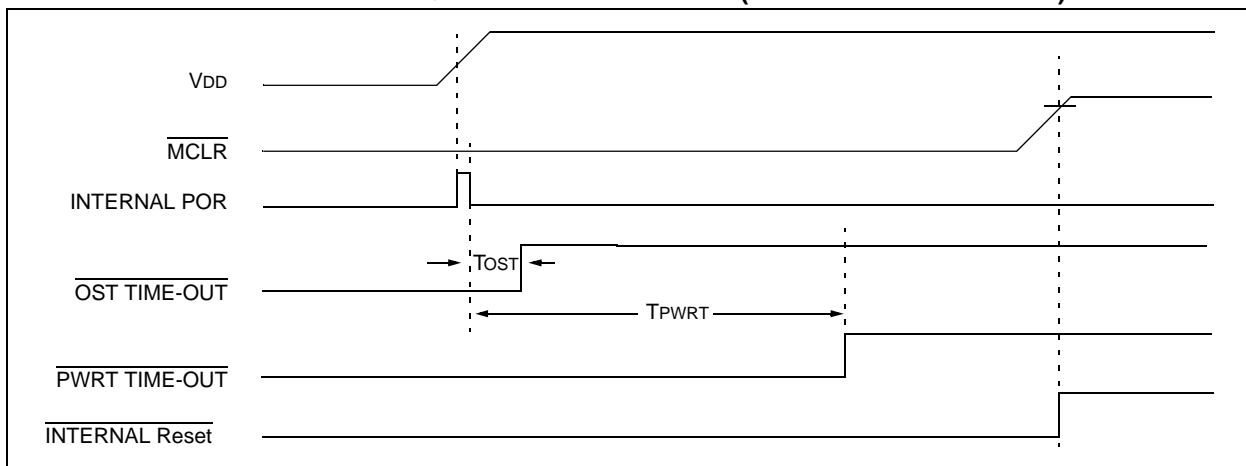 VDD
MCLR
INTERNAL POR
TOST
OST TIME-OUT
TPWRT
PWRT TIME-OUT
INTERNAL Reset